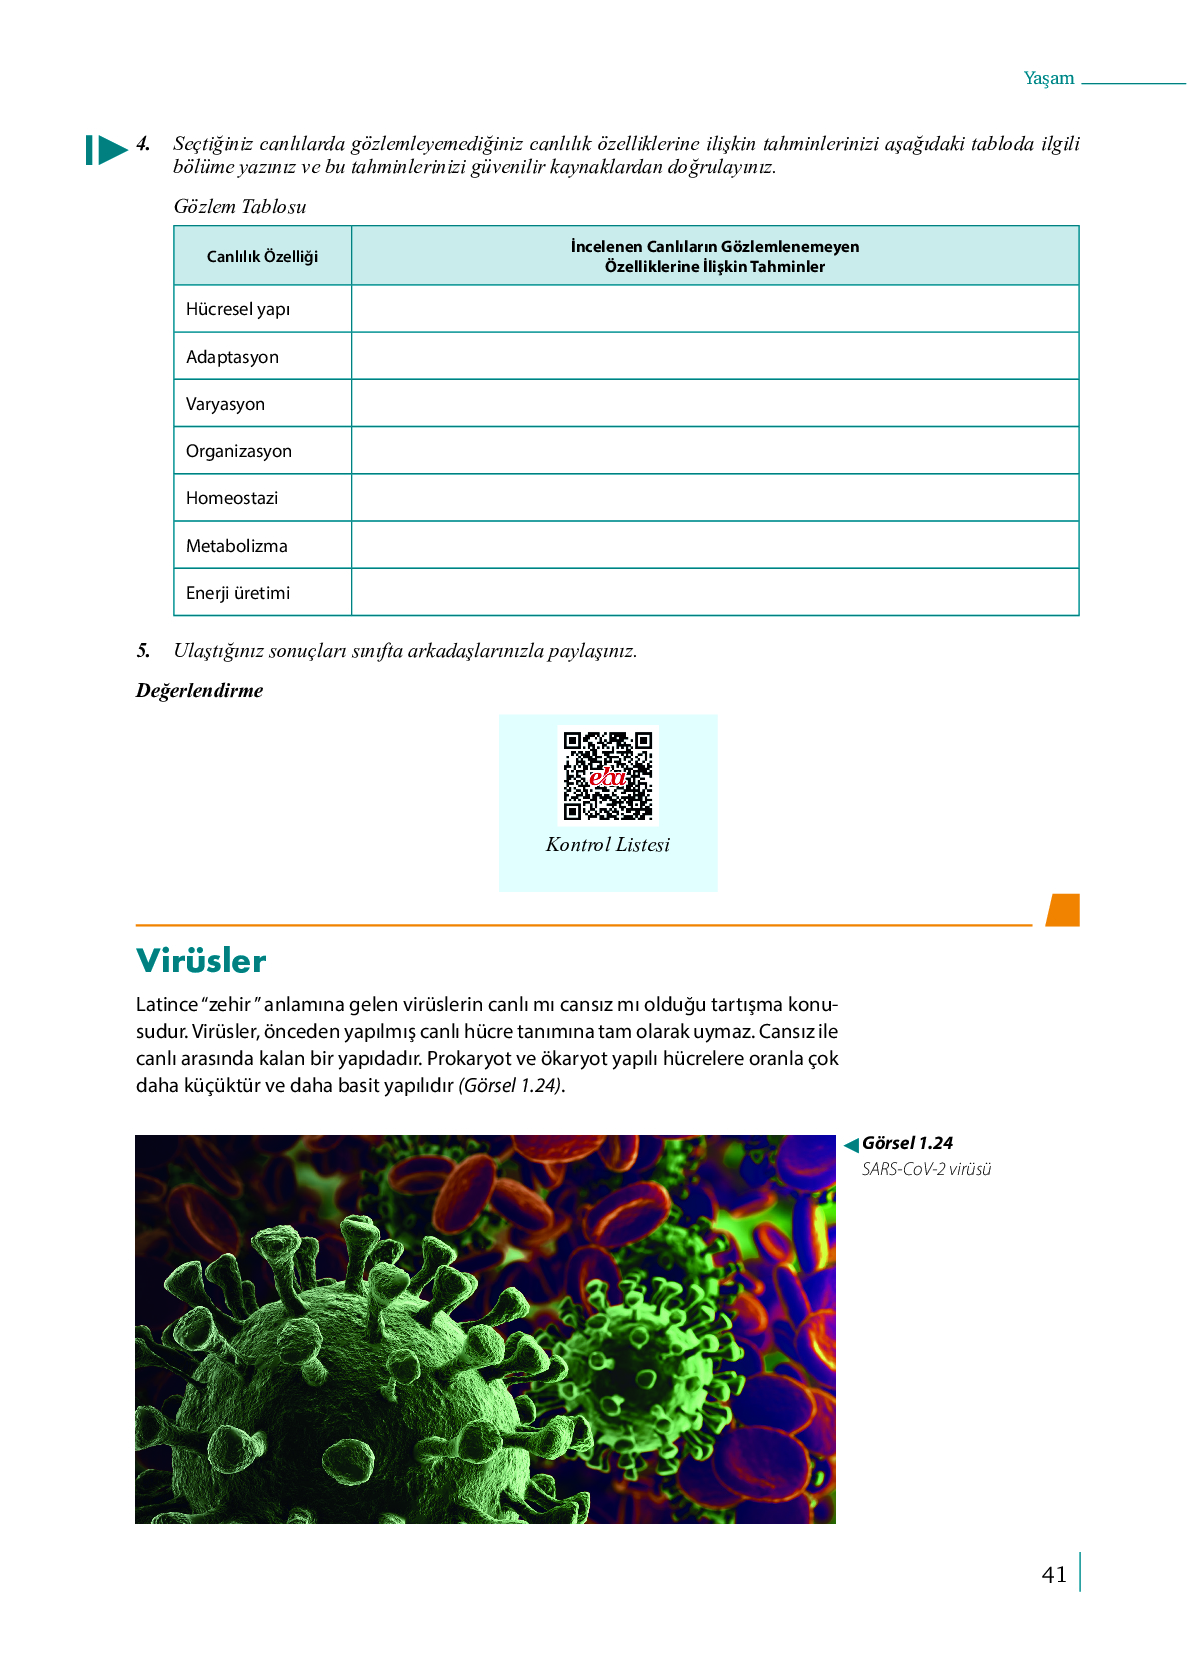 Yaşam
4. Seçtiğiniz canlılarda gözlemleyemediğiniz canlılık özelliklerine ilişkin tahminlerinizi aşağıdaki tabloda ilgili
bölüme yazınız ve bu tahminlerinizi güvenilir kaynaklardan doğrulayınız.
Gözlem Tablosu
Canlılık Özelliği
İncelenen Canlıların Gözlemlenemeyen
Özelliklerine İlişkin Tahminler
Hücresel yapı
Adaptasyon
Varyasyon
Organizasyon
Homeostazi
Metabolizma
Enerji üretimi
5. Ulaştığınız sonuçları sınıfta arkadaşlarınızla paylaşınız.
Değerlendirme
eba
Kontrol Listesi
Virüsler
Latince “zehir ” anlamına gelen virüslerin canlı mı cansız mı olduğu tartışma konu-
sudur. Virüsler, önceden yapılmış canlı hücre tanımına tam olarak uymaz. Cansız ile
canlı arasında kalan bir yapıdadır. Prokaryot ve ökaryot yapılı hücrelere oranla çok
daha küçüktür ve daha basit yapılıdır (Görsel 1.24).
Görsel 1.24
SARS-CoV-2 virüsü
41